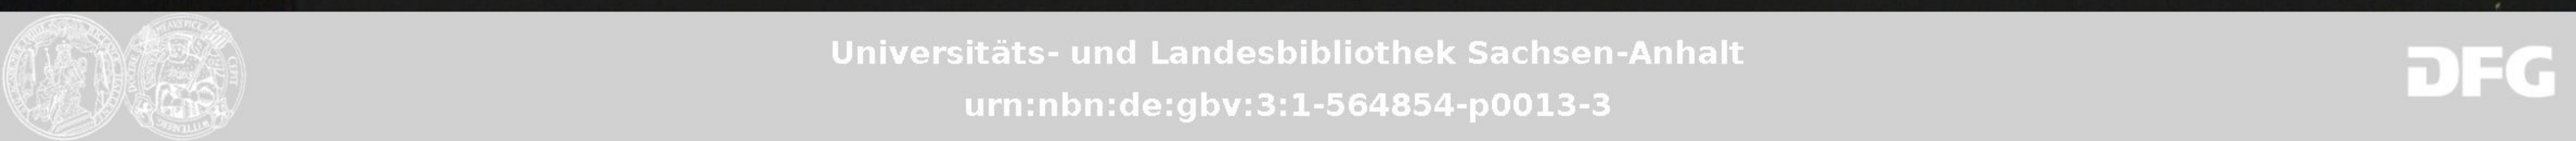 Universitäts- und Landesbibliothek Sachsen-Anhalt
urn:nbn:de:gbv:3:1-564854-p0013-3
DFG